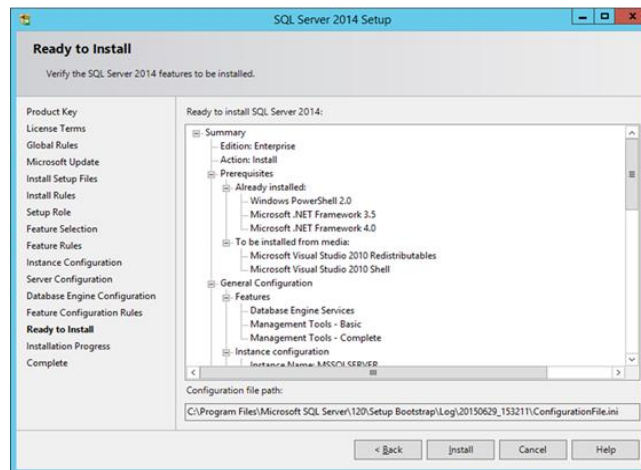 SQL Server 2014 Setup
Ready to Install
Verify the SQL Server 2014 features to be installed.
Product Key
License Terms
Global Rules
Microsoft Update
Install Setup Files
Install Rules
Setup Role
Feature Selection
Feature Rules
Instance Configuration
Server Configuration
Database Engine Configuration
Feature Configuration Rules
Ready to Install
Installation Progress
Complete
Ready to install SQL Server 2014:
Summary
Edition: Enterprise
Action: Install
Prerequisites
Already installed:
Windows PowerShell 2.0
Microsoft .NET Framework 3.5
Microsoft .NET Framework 4.0
To be installed from media:
Microsoft Visual Studio 2010 Redistributables
Microsoft Visual Studio 2010 Shell
General Configuration
Features
Database Engine Services
Management Tools - Basic
Management Tools - Complete
Instance configuration
Instance Name: MSSQLSERVER
Configuration file path:
C:\Program Files\Microsoft SQL Server\120\Setup Bootstrap\Log\20150629_153211\ConfigurationFile.ini
< Back
Install
Cancel
Help